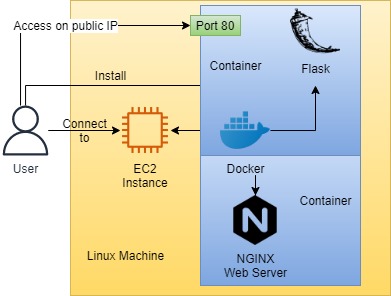 Access on public IP
Port 80
Container
Flask
Install
Connect
to
User
EC2
Instance
Docker
Container
N
NGINX
Web Server
Linux Machine